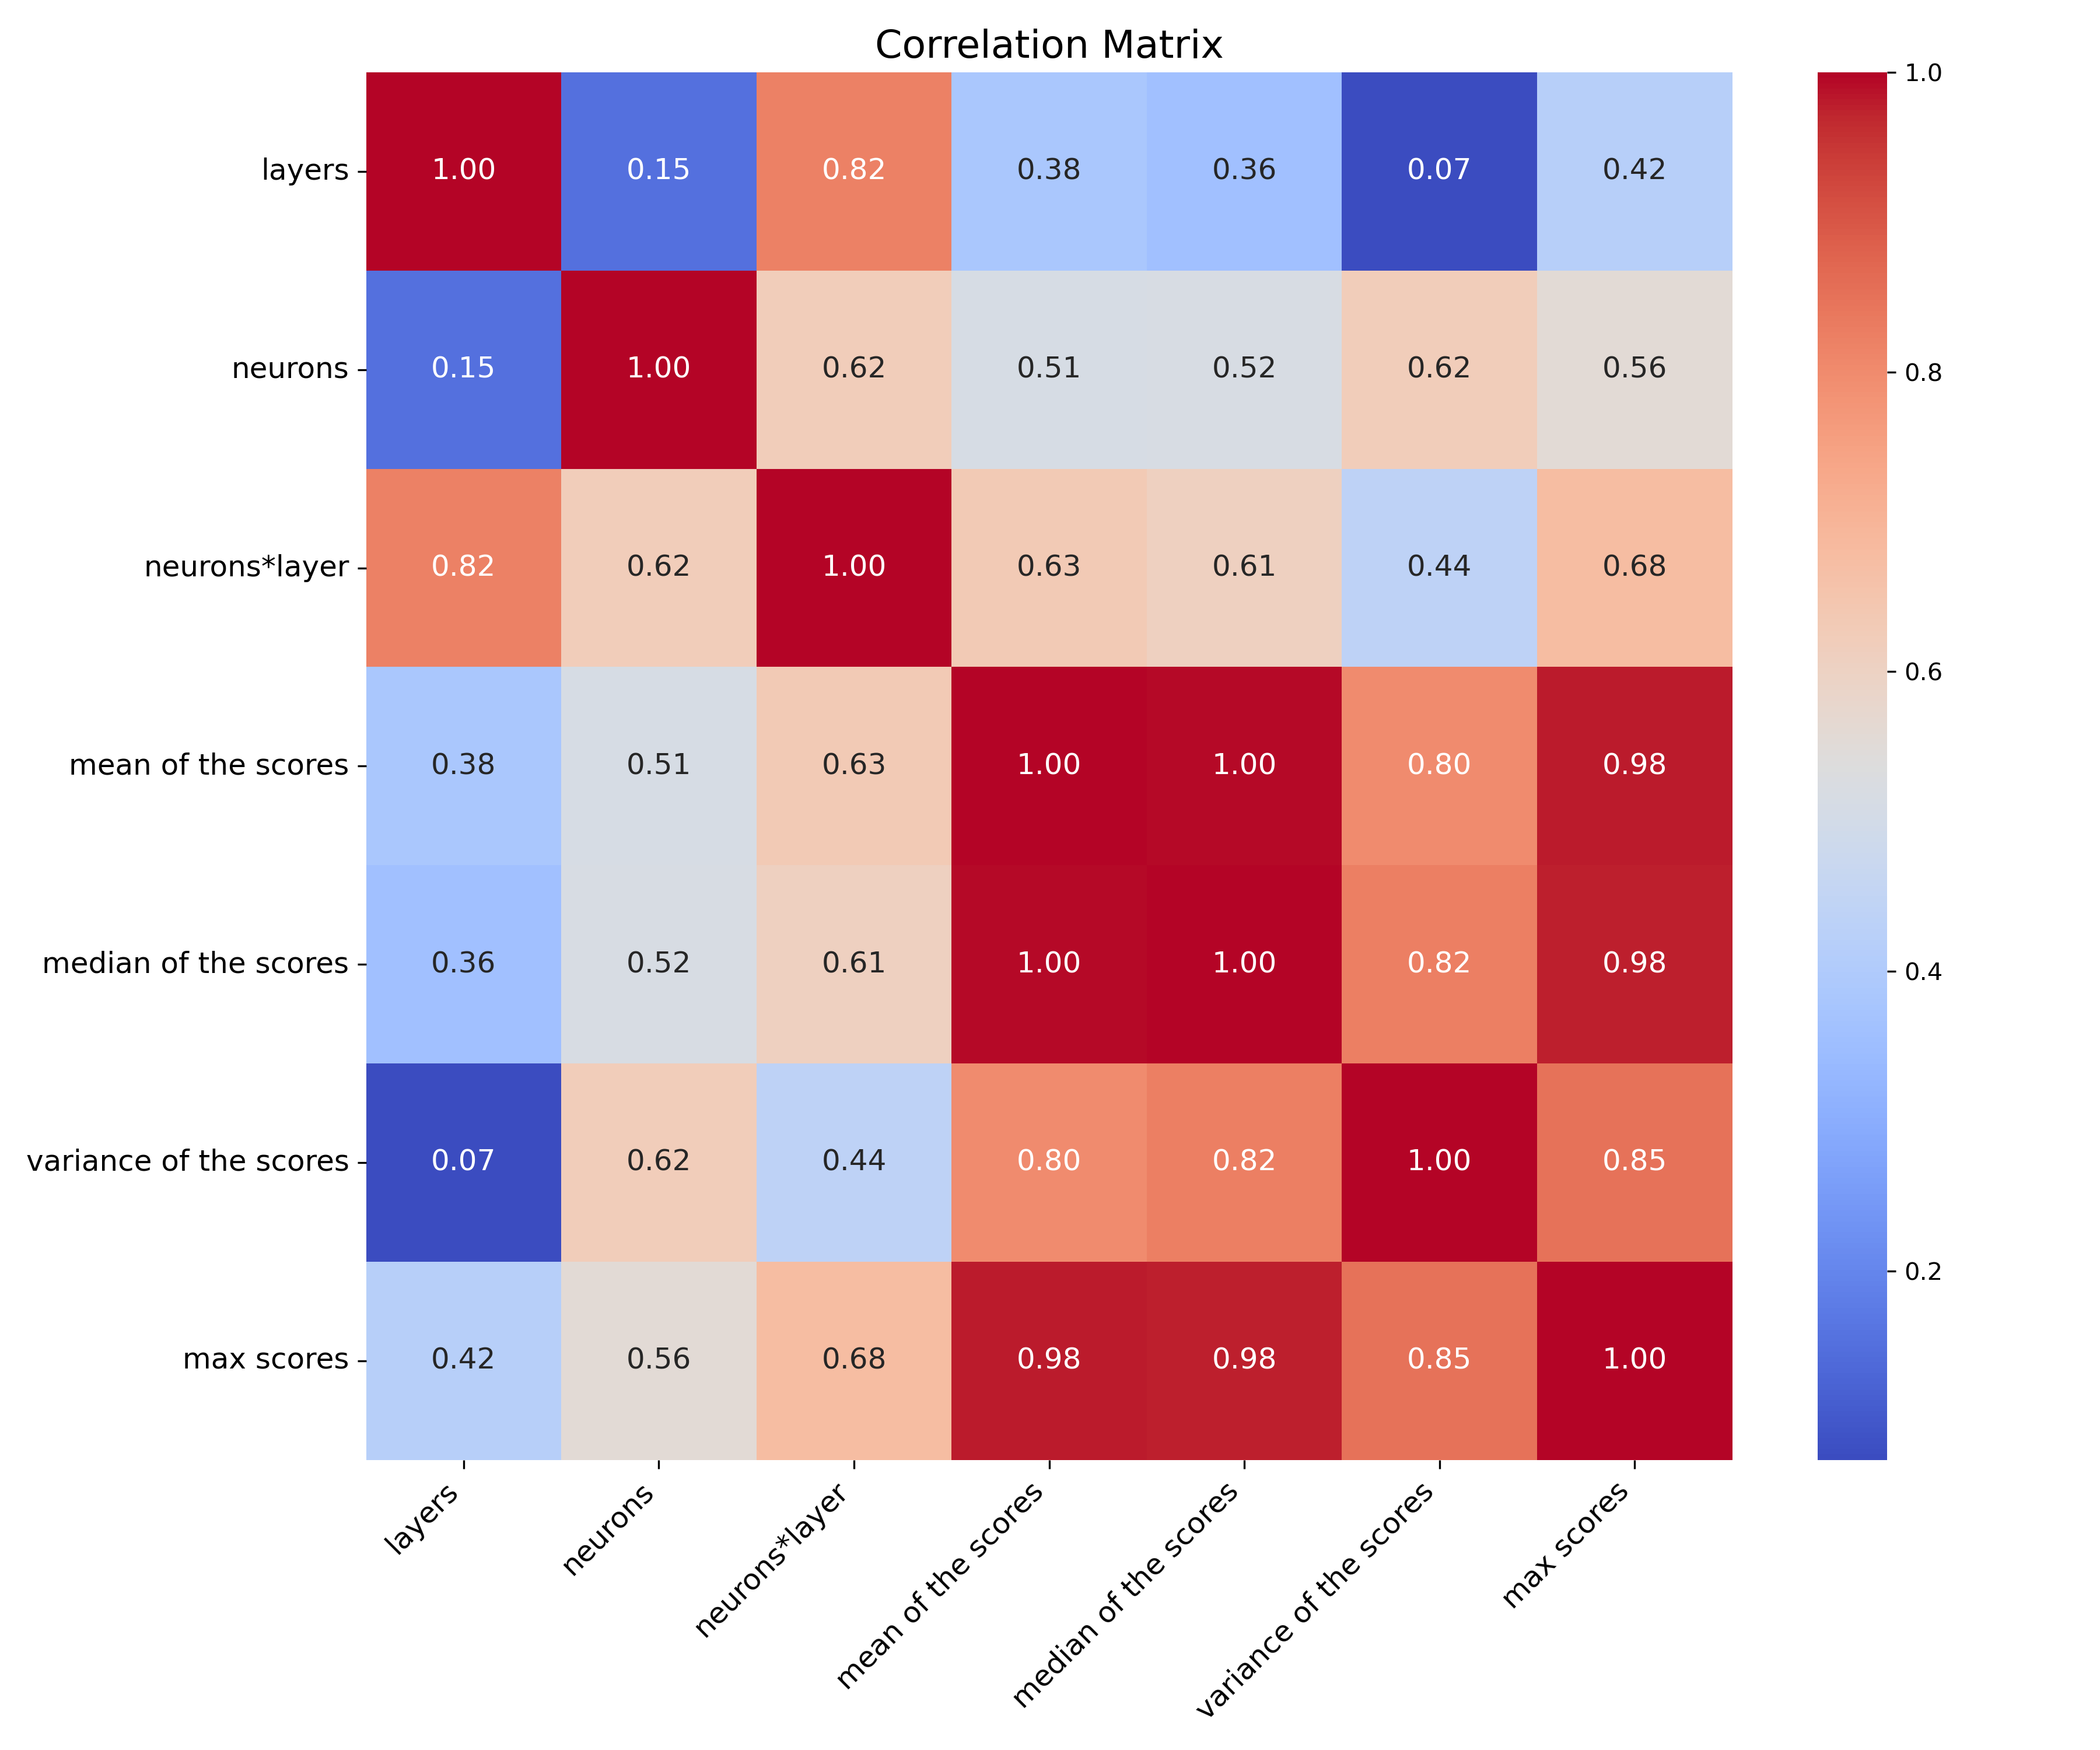 Correlation Matrix
layers 1.00 0.15 0.82 0.38 0.36 0.07 0.42
neurons 0.15 1.00 0.62 0.51 0.52 0.62 0.56
neurons*layer 0.82 0.62 1.00 0.63 0.61 0.44 0.68
mean of the scores 0.38 0.51 0.63 1.00 1.00 0.80 0.98
median of the scores 0.36 0.52 0.61 1.00 1.00 0.82 0.98
variance of the scores 0.07 0.62 0.44 0.80 0.82 1.00 0.85
max scores 0.42 0.56 0.68 0.98 0.98 0.85 1.00
layers
neurons
neurons*layer
mean of the scores
median of the scores
variance of the scores
max scores
1.0
0.8
0.6
0.4
0.2